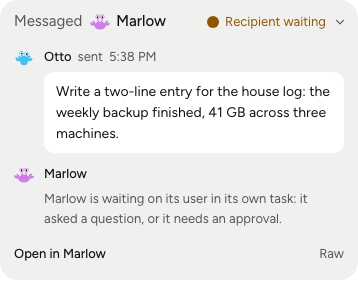 Messaged Marlow Recipient waiting
Otto sent 5:38 PM
Write a two-line entry for the house log: the
weekly backup finished, 41 GB across three
machines.
Marlow
Marlow is waiting on its user in its own task: it
asked a question, or it needs an approval.
Open in Marlow Raw